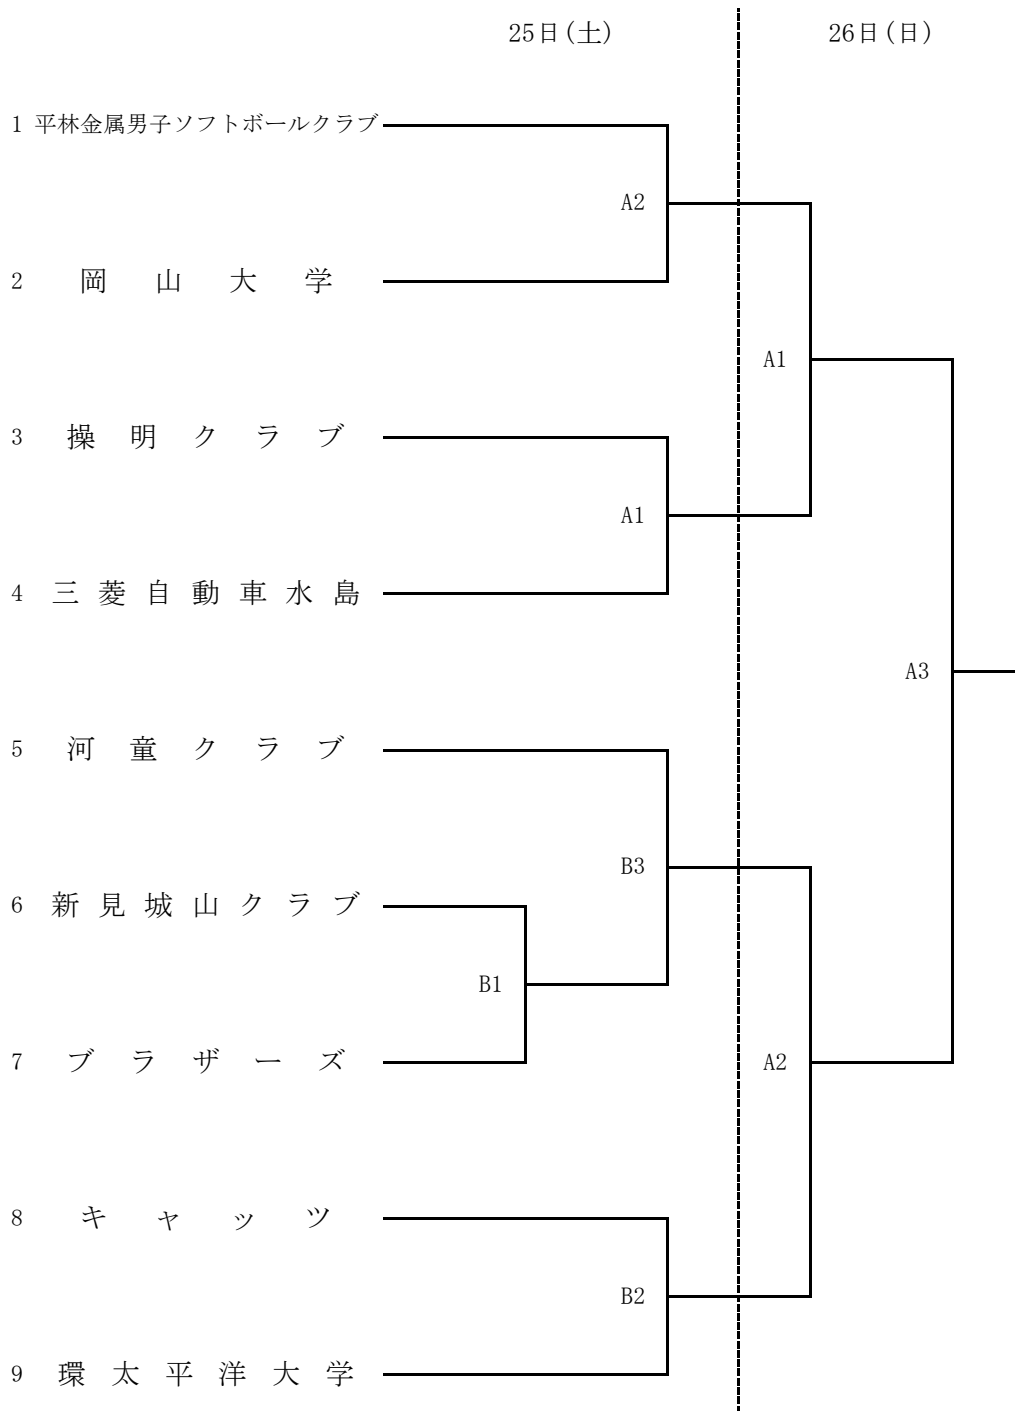 25日(土) 26日(日)
1 平林金属男子ソフトボールクラブ
A2
2 岡山大学
A1
3 操明クラブ
A1
4 三菱自動車水島
A3
5 河童クラブ
B3
6 新見城山クラブ
B1
7 ブラザーズ
A2
8 キャッツ
B2
9 環太平洋大学